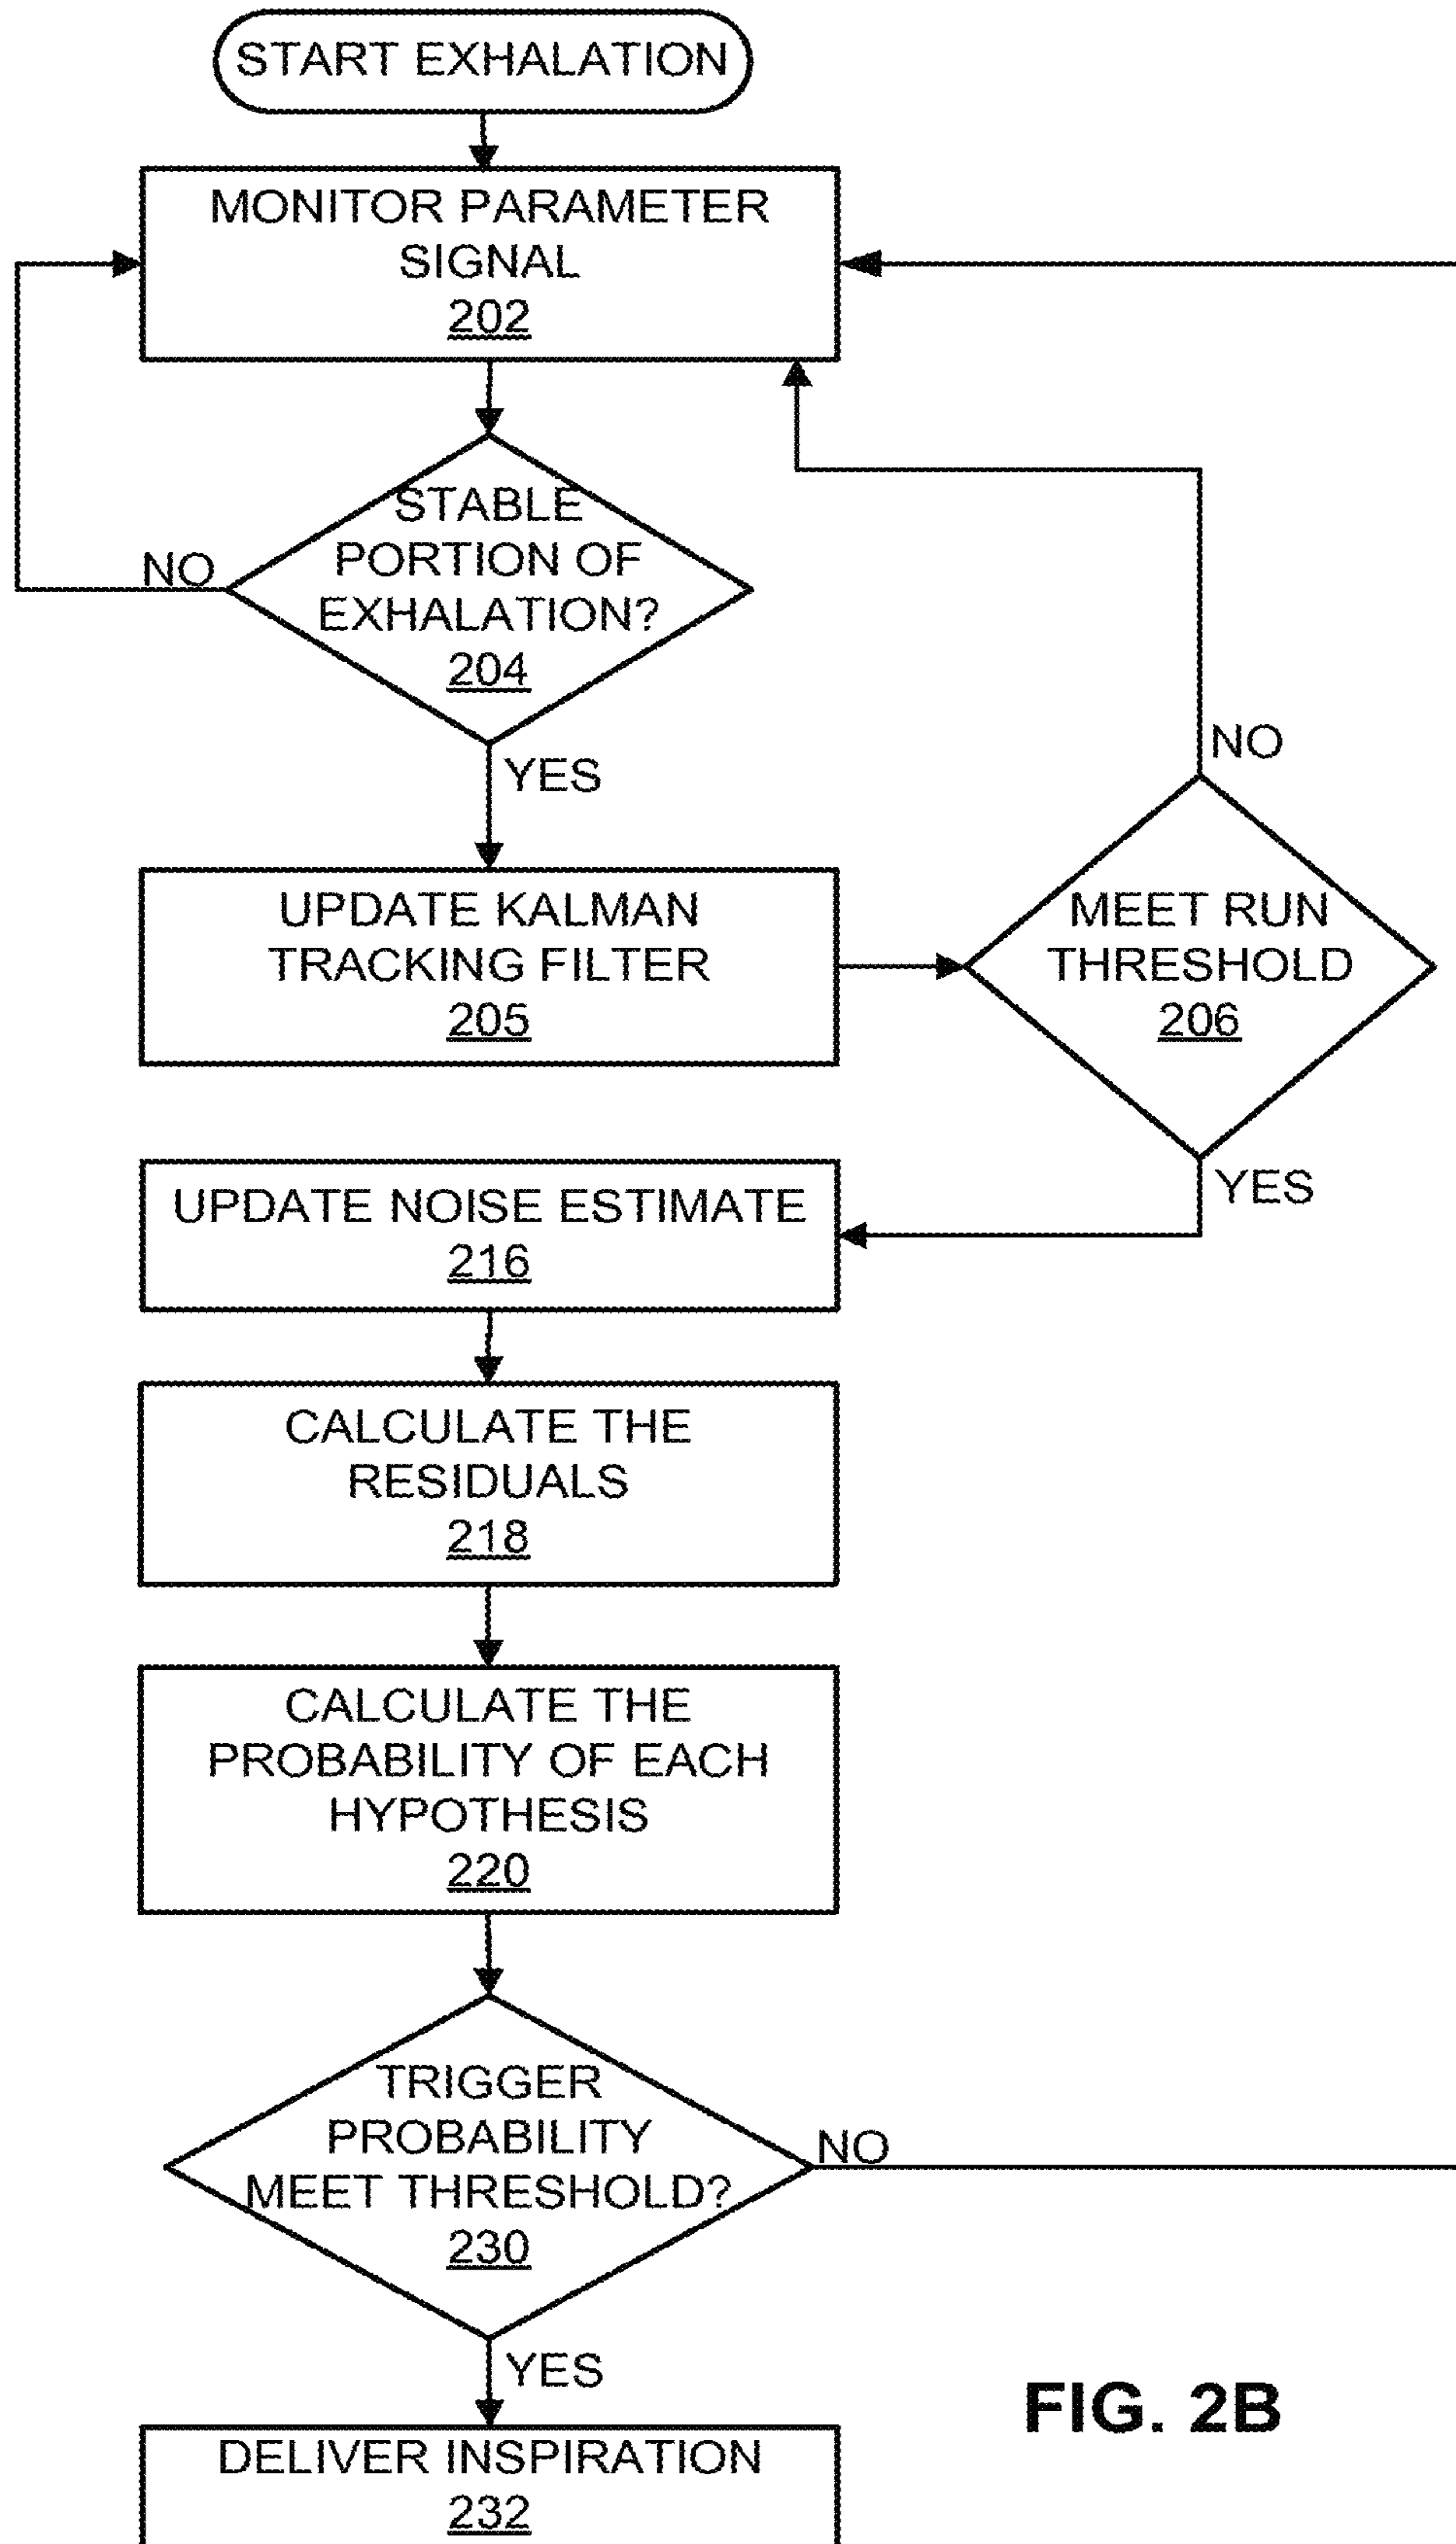 START EXHALATION
MONITOR PARAMETER
SIGNAL
202
STABLE
PORTION OF
EXHALATION?
204
NO
YES
UPDATE KALMAN
TRACKING FILTER
205
MEET RUN
THRESHOLD
206
NO
YES
UPDATE NOISE ESTIMATE
216
CALCULATE THE
RESIDUALS
218
CALCULATE THE
PROBABILITY OF EACH
HYPOTHESIS
220
TRIGGER
PROBABILITY
MEET THRESHOLD?
230
NO
YES
DELIVER INSPIRATION
232
FIG. 2B